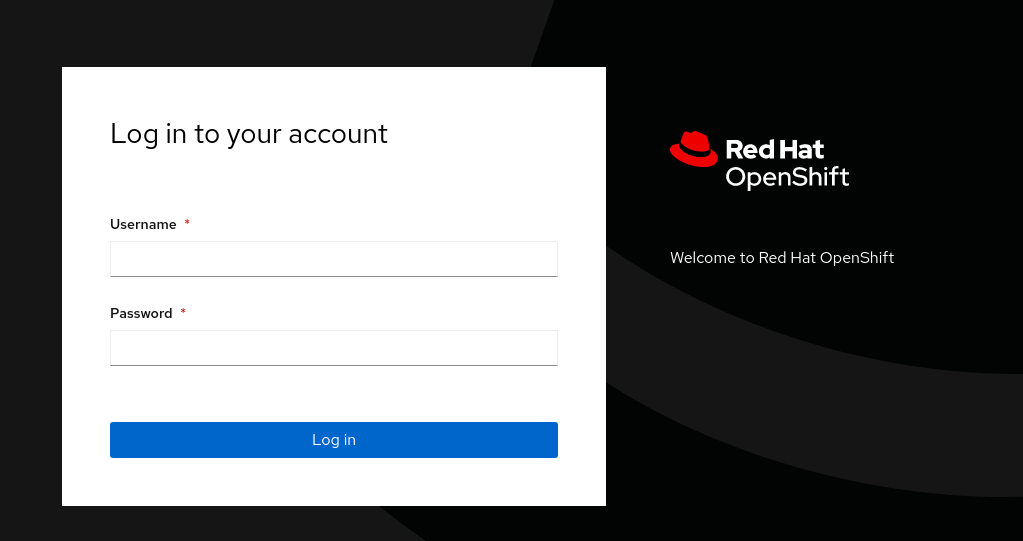 Log in to your account
Username *
Password *
Log in
Red Hat
OpenShift
Welcome to Red Hat OpenShift